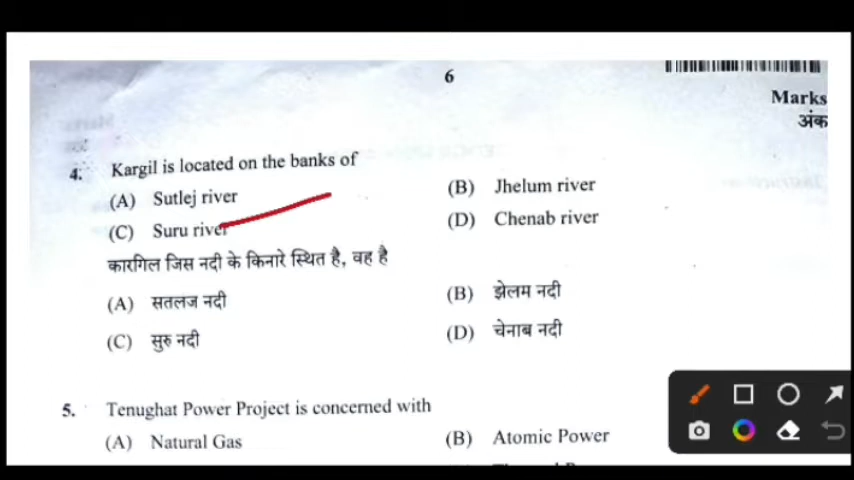 6
Marks
अंक
4. Kargil is located on the banks of
(A) Sutlej river (B) Jhelum river
(C) Suru river (D) Chenab river
कारगिल जिस नदी के किनारे स्थित है, वह है
(A) सतलज नदी (B) झेलम नदी
(C) सुरु नदी (D) चेनाब नदी
5. Tenughat Power Project is concerned with
(A) Natural Gas (B) Atomic Power